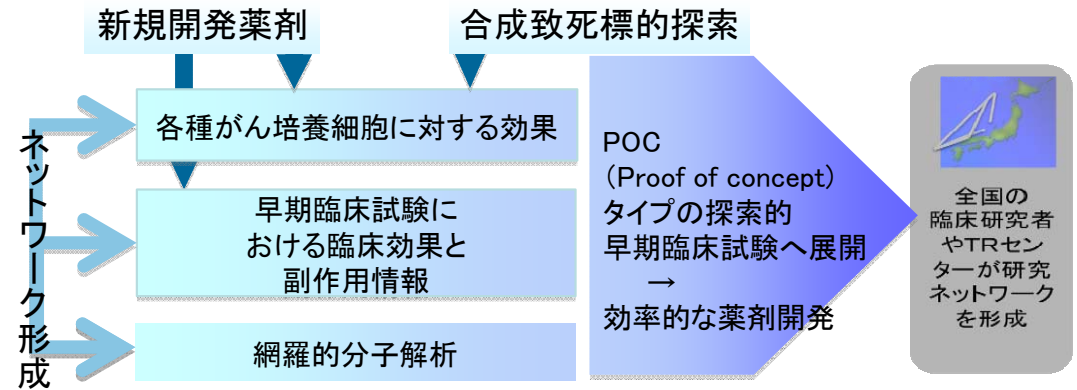 新規開発薬剤
合成致死標的探索
ネットワーク形成
各種がん培養細胞に対する効果
早期臨床試験に
おける臨床効果と
副作用情報
網羅的分子解析
POC
(Proof of concept)
タイプの探索的
早期臨床試験へ展開
→
効率的な薬剤開発
全国の
臨床研究者
やTRセン
ターが研究
ネットワーク
を形成